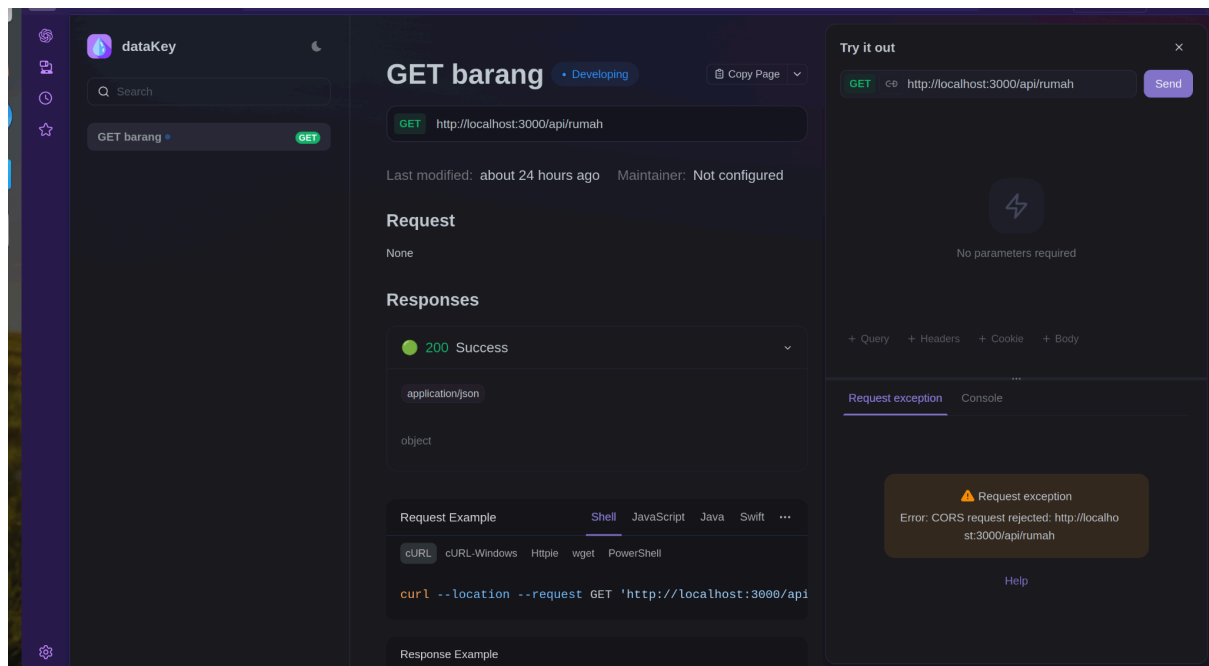 dataKey
Search
GET barang
GET
GET barang
• Developing
Copy Page
GET http://localhost:3000/api/rumah
Last modified: about 24 hours ago Maintainer: Not configured
Request
None
Responses
200 Success
application/json
object
Request Example
Shell JavaScript Java Swift ···
cURL cURL-Windows Httpie wget PowerShell
curl --location --request GET 'http://localhost:3000/api
Response Example
Try it out
GET http://localhost:3000/api/rumah
Send
No parameters required
+ Query + Headers + Cookie + Body
Request exception Console
Request exception
Error: CORS request rejected: http://localho
st:3000/api/rumah
Help